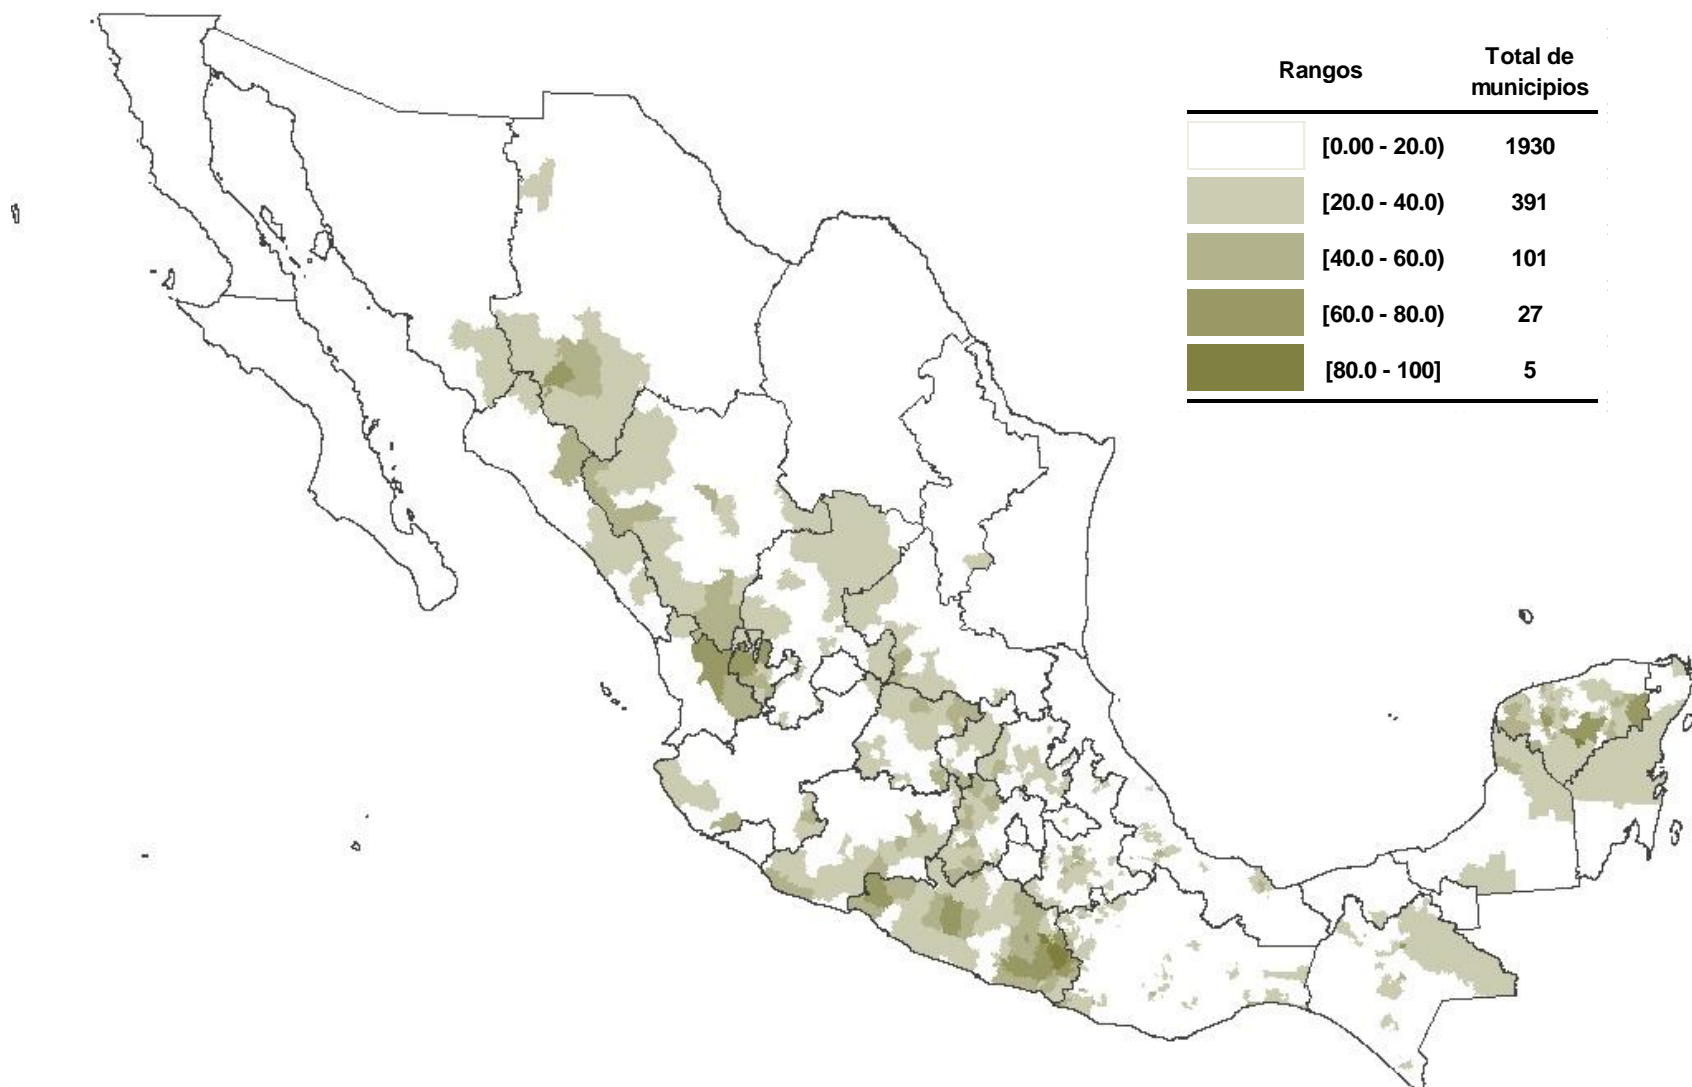 Rangos Total de municipios
[0.00 - 20.0) 1930
[20.0 - 40.0) 391
[40.0 - 60.0) 101
[60.0 - 80.0) 27
[80.0 - 100] 5